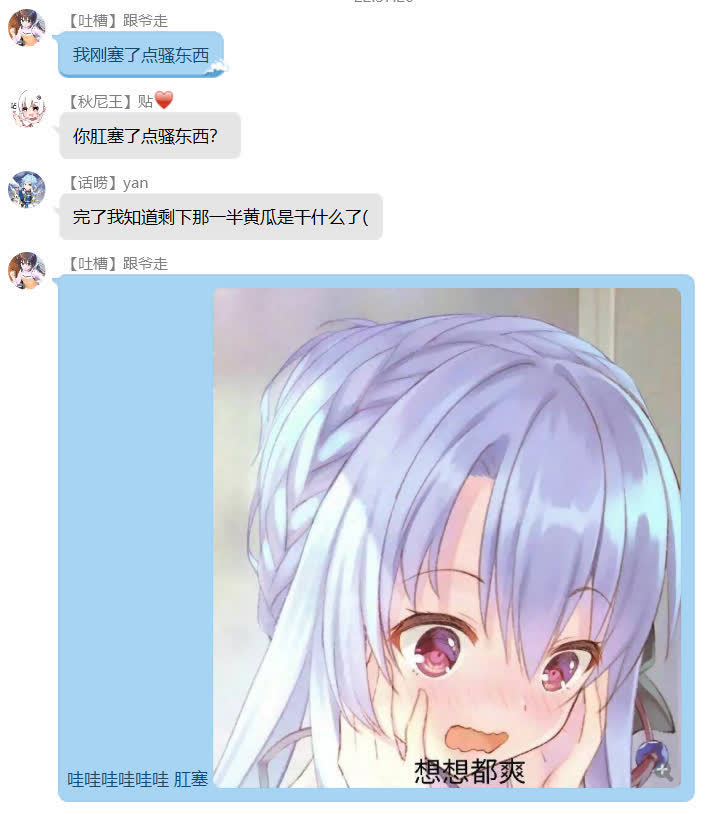 【吐槽】跟爷走
我刚塞了点骚东西
【秋尼王】贴
你肛塞了点骚东西?
【话唠】yan
完了我知道剩下那一半黄瓜是干什么了(
【吐槽】跟爷走
哇哇哇哇哇哇 肛塞
想想都爽